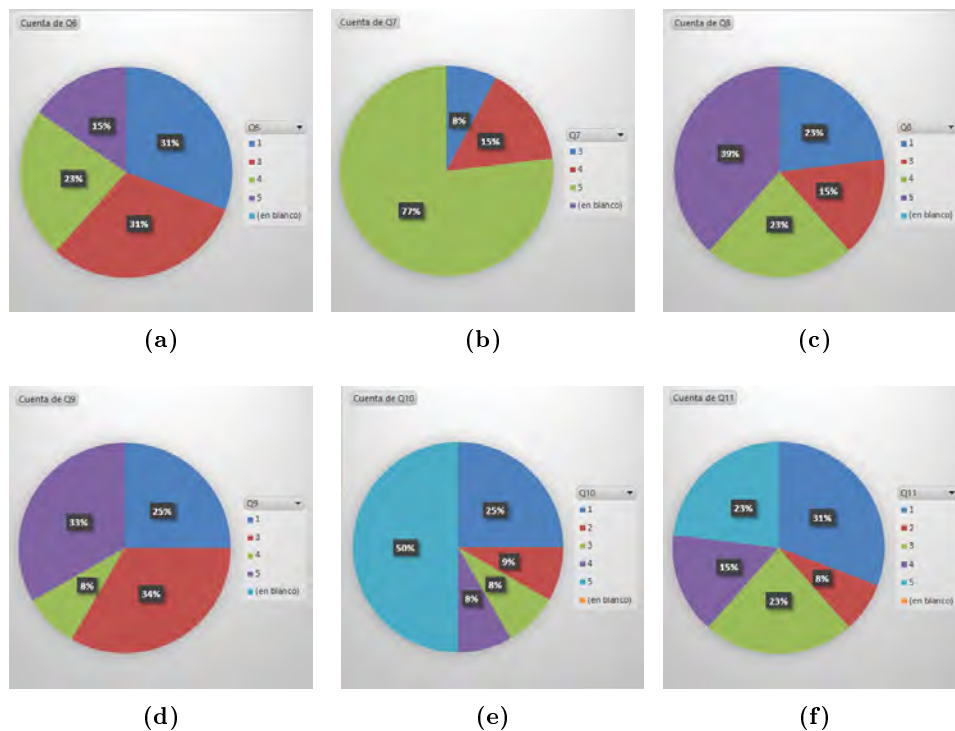 Cuenta de Q6
15%
31%
23%
31%
Q6
1
3
4
5
(en blanco)
(a)
Cuenta de Q7
8%
15%
77%
Q7
3
4
5
(en blanco)
(b)
Cuenta de Q8
39%
23%
15%
23%
Q8
1
3
4
5
(en blanco)
(c)
Cuenta de Q9
33%
25%
8%
34%
Q9
1
3
4
5
(en blanco)
(d)
Cuenta de Q10
50%
25%
9%
8%
8%
Q10
1
2
3
4
5
(en blanco)
(e)
Cuenta de Q11
23%
31%
15%
8%
23%
Q11
1
2
3
4
5
(en blanco)
(f)